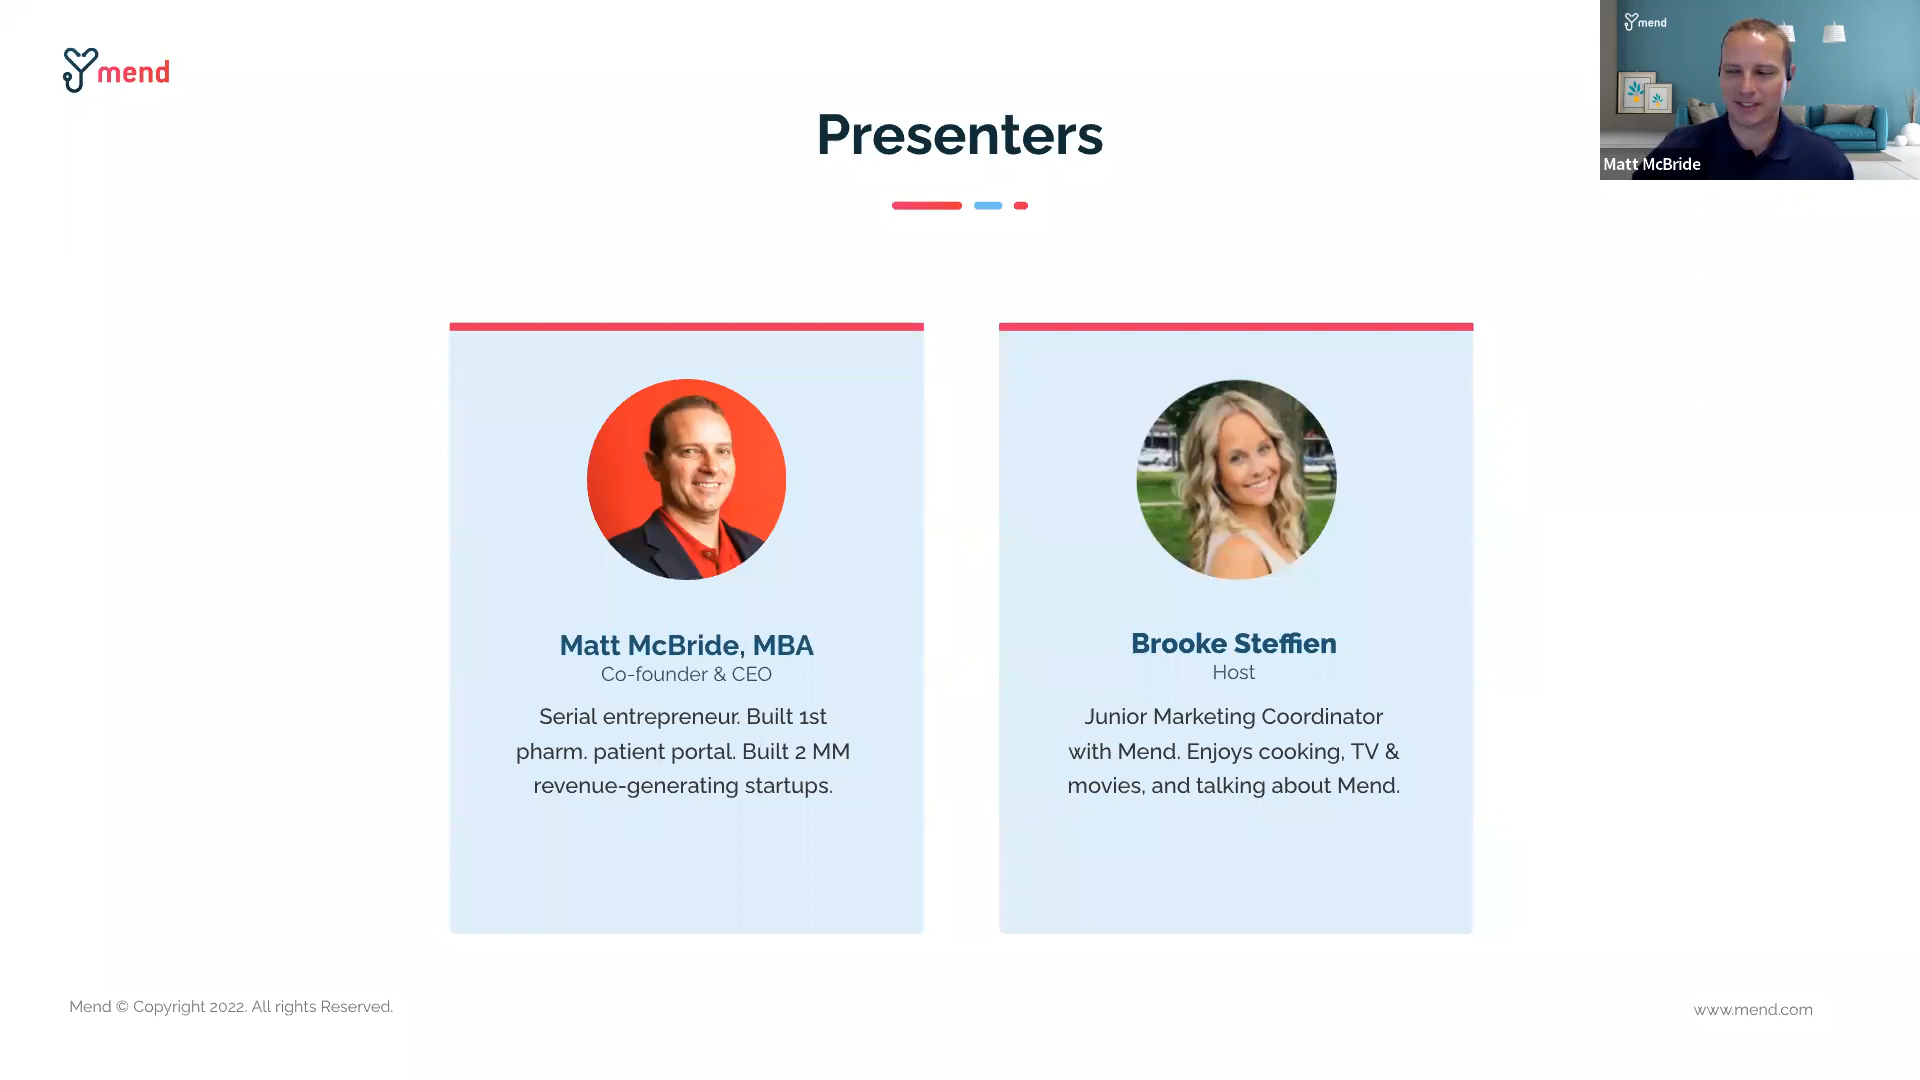 mend
Presenters
mend
Matt McBride
Matt McBride, MBA
Co-founder & CEO
Serial entrepreneur. Built 1st
pharm. patient portal. Built 2 MM
revenue-generating startups.
Brooke Steffien
Host
Junior Marketing Coordinator
with Mend. Enjoys cooking, TV &
movies, and talking about Mend.
Mend © Copyright 2022. All rights Reserved.
www.mend.com